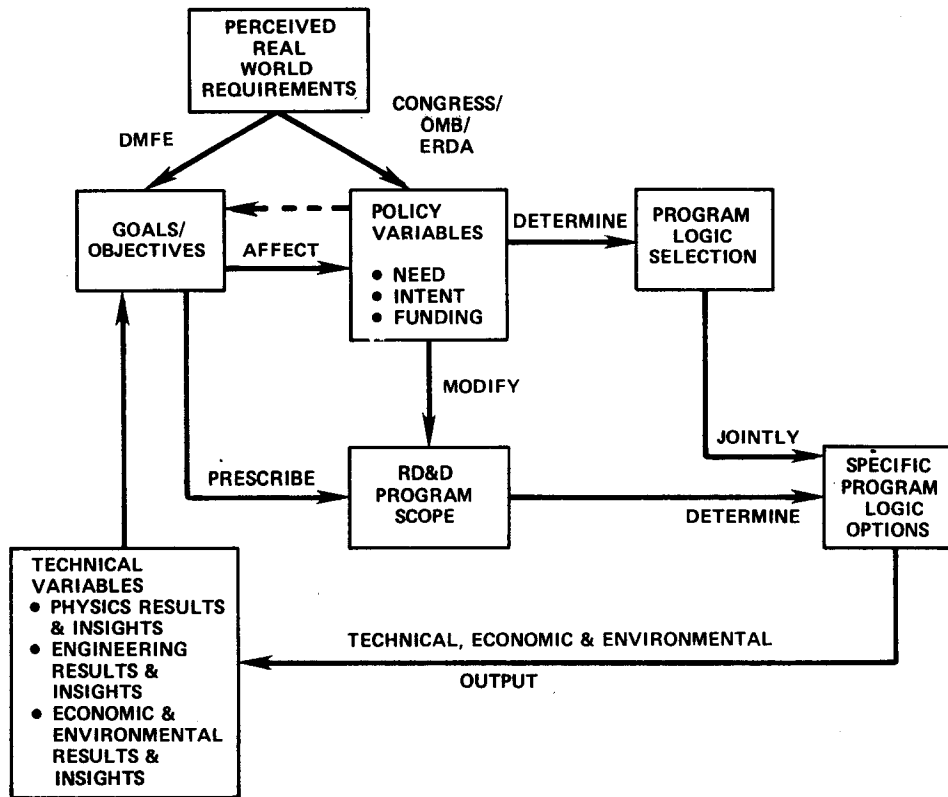 PERCEIVED
REAL
WORLD
REQUIREMENTS
DMFE
CONGRESS/
OMB/
ERDA
GOALS/
OBJECTIVES
AFFECT
POLICY
VARIABLES
● NEED
● INTENT
● FUNDING
DETERMINE
PROGRAM
LOGIC
SELECTION
MODIFY
JOINTLY
PRESCRIBE
RD&D
PROGRAM
SCOPE
DETERMINE
SPECIFIC
PROGRAM
LOGIC
OPTIONS
TECHNICAL
VARIABLES
● PHYSICS RESULTS
& INSIGHTS
● ENGINEERING
RESULTS &
INSIGHTS
● ECONOMIC &
ENVIRONMENTAL
RESULTS &
INSIGHTS
TECHNICAL, ECONOMIC & ENVIRONMENTAL
OUTPUT